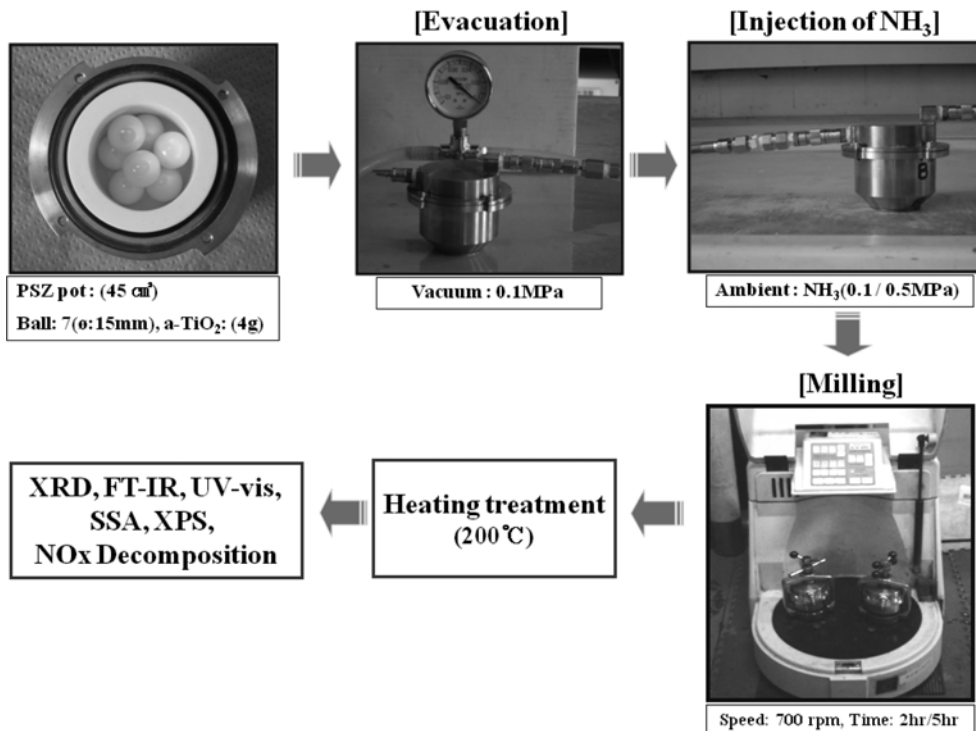 [Evacuation]
[Injection of NH₃]
PSZ pot : (45 ㎤)
Ball: 7(ø:15mm), a-TiO₂: (4g)
Vacuum : 0.1MPa
Ambient : NH₃(0.1 / 0.5MPa)
[Milling]
Speed: 700 rpm, Time: 2hr/5hr
Heating treatment
(200℃)
XRD, FT-IR, UV-vis,
SSA, XPS,
NOx Decomposition